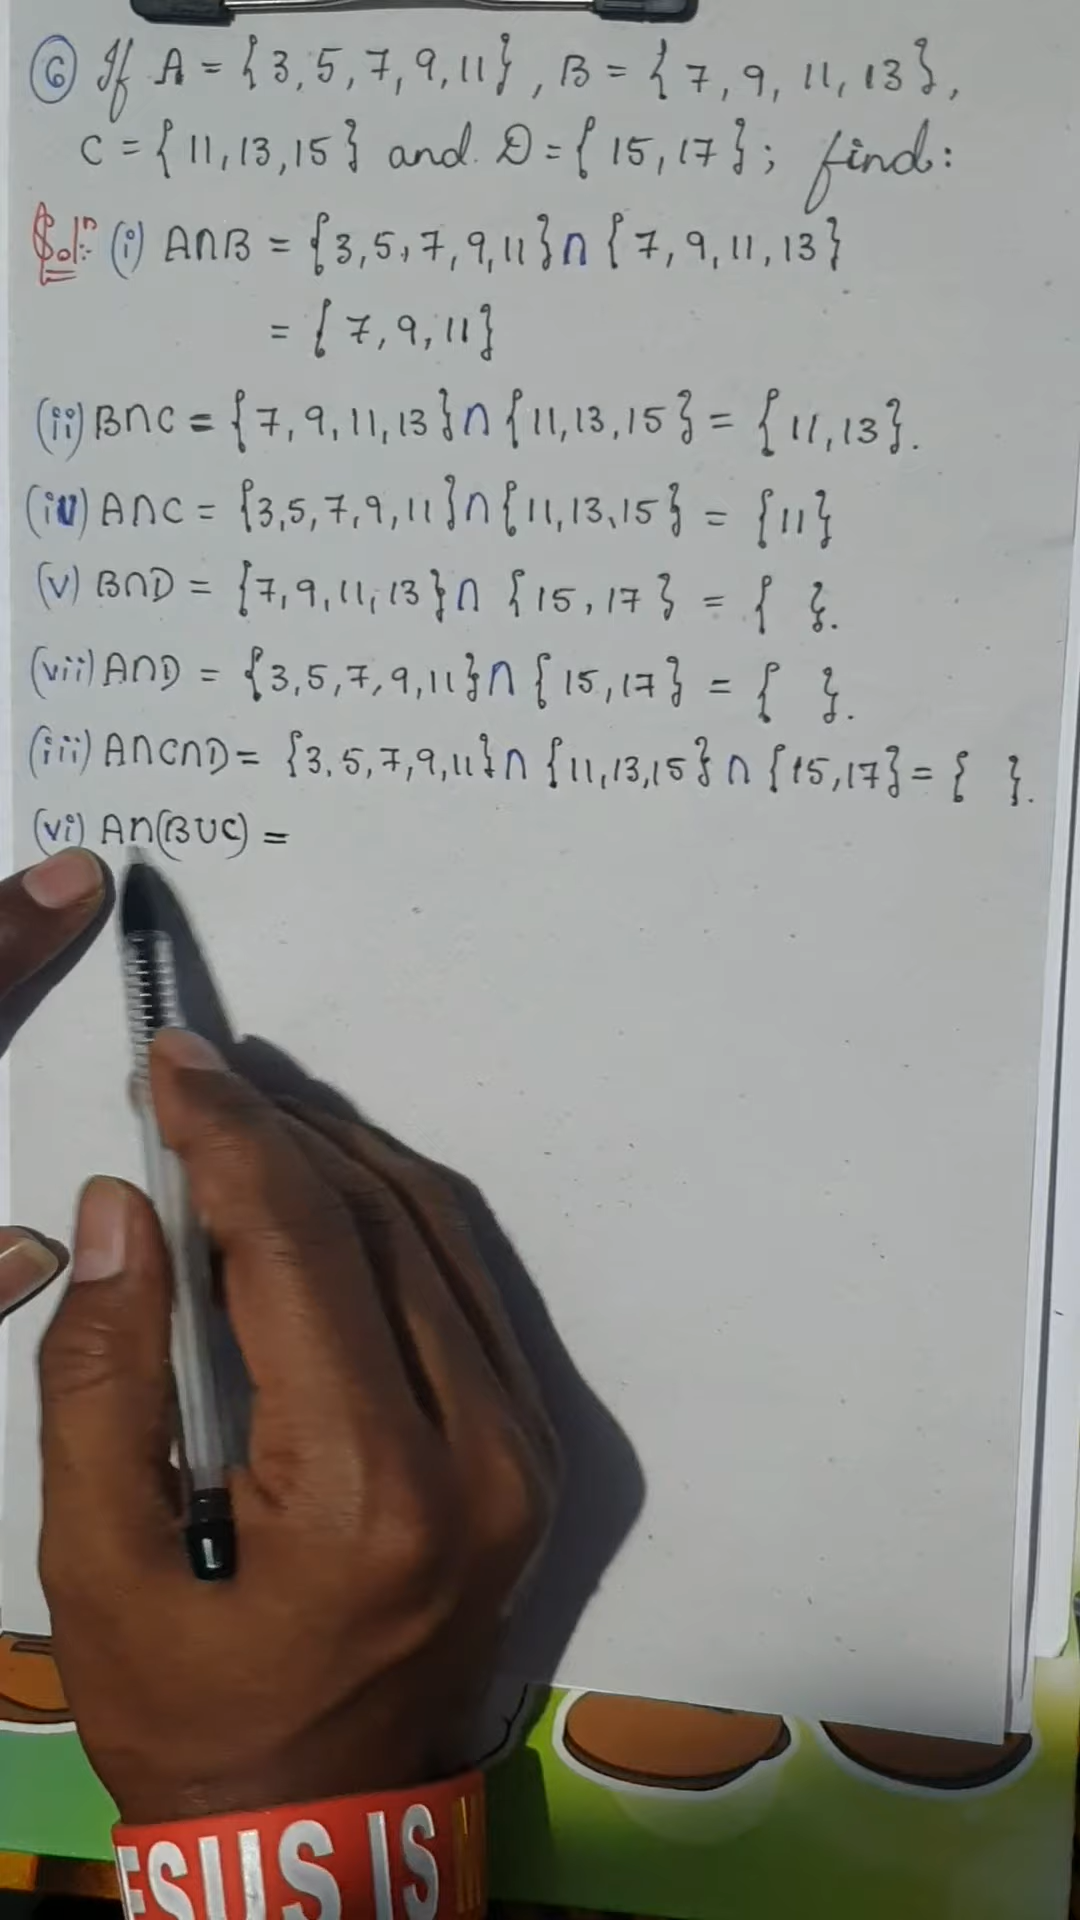 6 If A = {3, 5, 7, 9, 11}, B = {7, 9, 11, 13},
C = {11, 13, 15} and D = {15, 17}; find:
Solⁿ:- (i) A∩B = {3, 5, 7, 9, 11} ∩ {7, 9, 11, 13}
= {7, 9, 11}
(ii) B∩C = {7, 9, 11, 13} ∩ {11, 13, 15} = {11, 13}.
(iv) A∩C = {3, 5, 7, 9, 11} ∩ {11, 13, 15} = {11}
(v) B∩D = {7, 9, 11, 13} ∩ {15, 17} = { }.
(vii) A∩D = {3, 5, 7, 9, 11} ∩ {15, 17} = { }.
(iii) A∩C∩D = {3, 5, 7, 9, 11} ∩ {11, 13, 15} ∩ {15, 17} = { }.
(vi) A∩(B∪C) =
ESUS IS